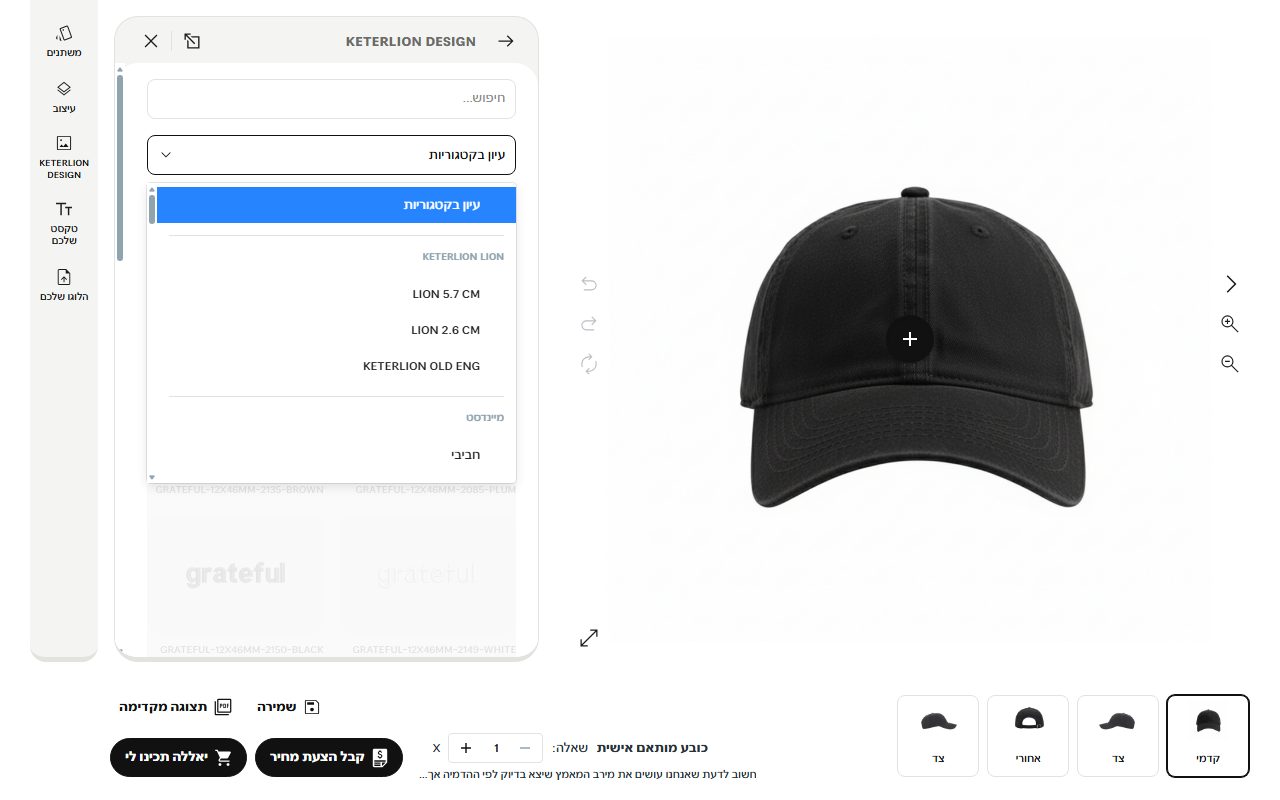 משתנים
עיצוב
KETERLION
DESIGN
טקסט
שלכם
הלוגו שלכם
KETERLION DESIGN
חיפוש...
עיון בקטגוריות
עיון בקטגוריות
KETERLION LION
LION 5.7 CM
LION 2.6 CM
KETERLION OLD ENG
מיינדסט
חביבי
GRATEFUL-12X46MM-2085-PLUM
GRATEFUL-12X46MM-2135-BROWN
grateful
grateful
GRATEFUL-12X46MM-2149-WHITE
GRATEFUL-12X46MM-2150-BLACK
קדמי
צד
אחורי
צד
שמירה
תצוגה מקדימה
PDF
כובע מותאם אישית
שאלה:
1
X
חשוב לדעת שאנחנו עושים את מירב המאמץ שיצא בדיוק לפי ההדמיה אך...
קבל הצעת מחיר
יאללה תכינו לי